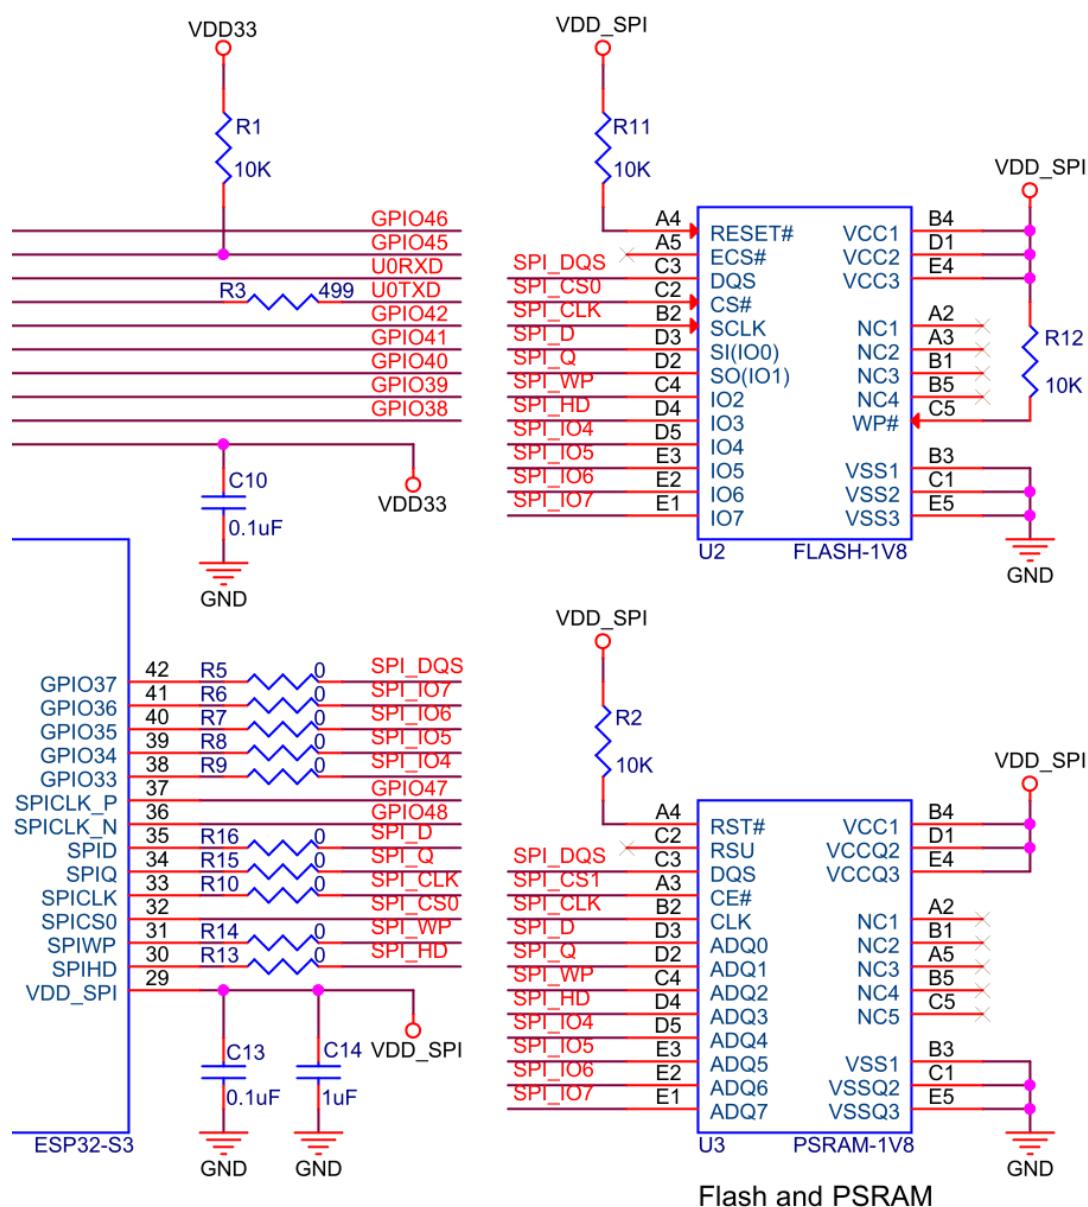 VDD33
R1
10K
GPIO46
GPIO45
U0RXD
R3 499 U0TXD
GPIO42
GPIO41
GPIO40
GPIO39
GPIO38
C10
0.1uF
GND
VDD33
42 R5 0 SPI_DQS
GPIO37
41 R6 0 SPI_IO7
GPIO36
40 R7 0 SPI_IO6
GPIO35
39 R8 0 SPI_IO5
GPIO34
38 R9 0 SPI_IO4
GPIO33
37 GPIO47
SPICLK_P
36 GPIO48
SPICLK_N
35 R16 0 SPI_D
SPID
34 R15 0 SPI_Q
SPIQ
33 R10 0 SPI_CLK
SPICLK
32 SPI_CS0
SPICS0
31 R14 0 SPI_WP
SPIWP
30 R13 0 SPI_HD
SPIHD
29
VDD_SPI
C13
0.1uF
GND
C14
1uF
GND
VDD_SPI
ESP32-S3
VDD_SPI
R11
10K
A4 RESET#
A5 ECS#
SPI_DQS C3 DQS
SPI_CS0 C2 CS#
SPI_CLK B2 SCLK
SPI_D D3 SI(IO0)
SPI_Q D2 SO(IO1)
SPI_WP C4 IO2
SPI_HD D4 IO3
SPI_IO4 D5 IO4
SPI_IO5 E3 IO5
SPI_IO6 E2 IO6
SPI_IO7 E1 IO7
VDD_SPI
VCC1 B4
VCC2 D1
VCC3 E4
NC1 A2
NC2 A3
NC3 B1
NC4 B5
WP# C5
R12
10K
VSS1 B3
VSS2 C1
VSS3 E5
GND
U2 FLASH-1V8
VDD_SPI
R2
10K
A4 RST#
C2 RSU
SPI_DQS C3 DQS
SPI_CS1 A3 CE#
SPI_CLK B2 CLK
SPI_D D3 ADQ0
SPI_Q D2 ADQ1
SPI_WP C4 ADQ2
SPI_HD D4 ADQ3
SPI_IO4 D5 ADQ4
SPI_IO5 E3 ADQ5
SPI_IO6 E2 ADQ6
SPI_IO7 E1 ADQ7
VDD_SPI
VCC1 B4
VCCQ2 D1
VCCQ3 E4
NC1 A2
NC2 B1
NC3 A5
NC4 B5
NC5 C5
VSS1 B3
VSSQ2 C1
VSSQ3 E5
GND
U3 PSRAM-1V8
Flash and PSRAM